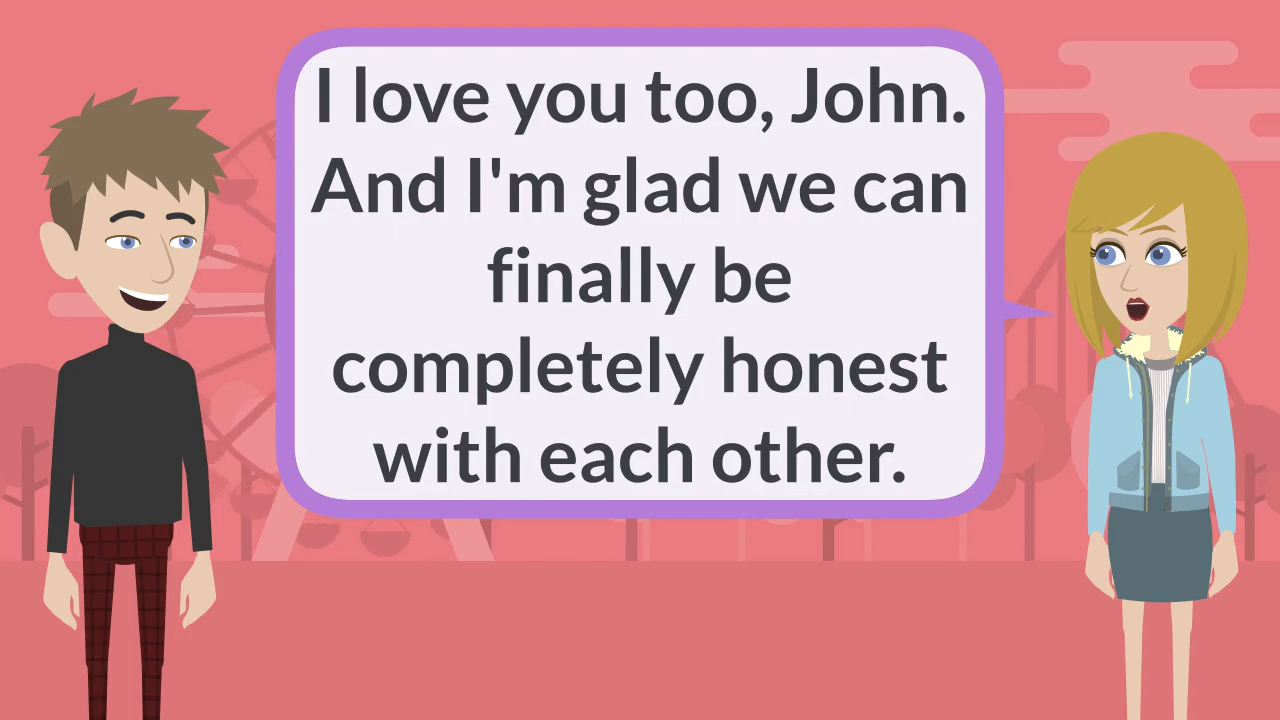 I love you too, John.
And I'm glad we can
finally be
completely honest
with each other.